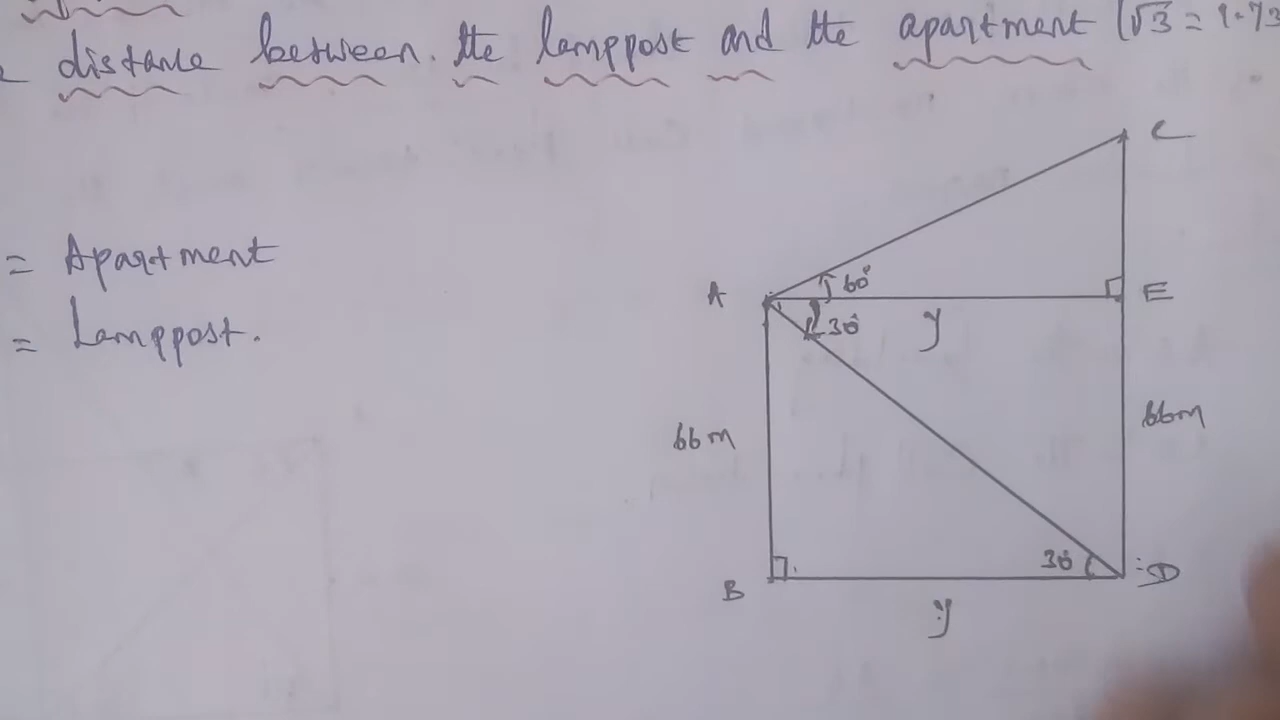 distance between the lamppost and the apartment (√3 = 1.73
= Apartment
= Lamppost.
C
A 60° E
30° y
66m 66m
30° D
B
y